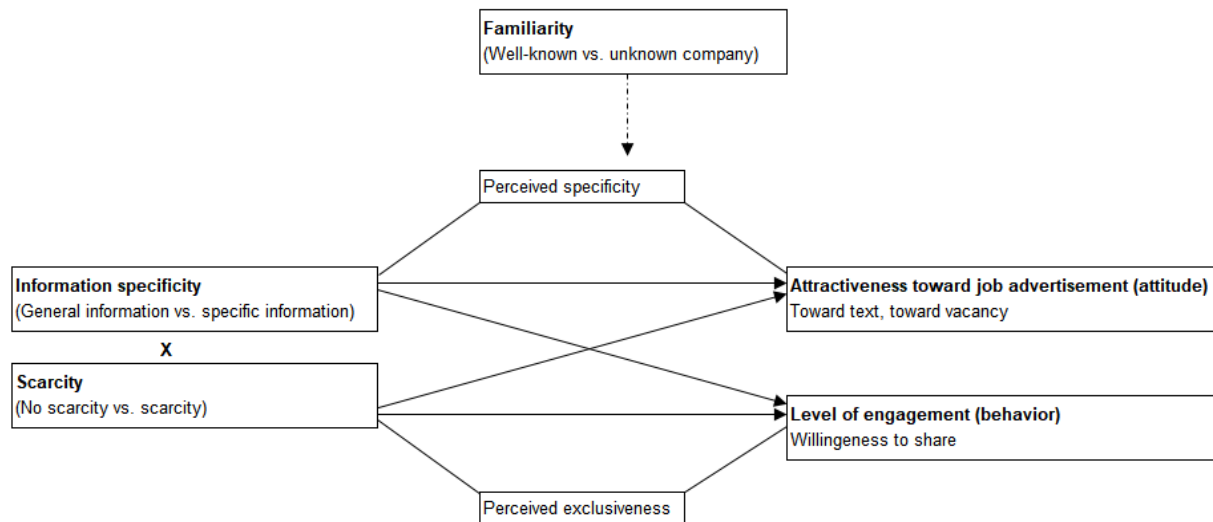 Familiarity
(Well-known vs. unknown company)
Perceived specificity
Information specificity
(General information vs. specific information)
X
Scarcity
(No scarcity vs. scarcity)
Attractiveness toward job advertisement (attitude)
Toward text, toward vacancy
Level of engagement (behavior)
Willingeness to share
Perceived exclusiveness